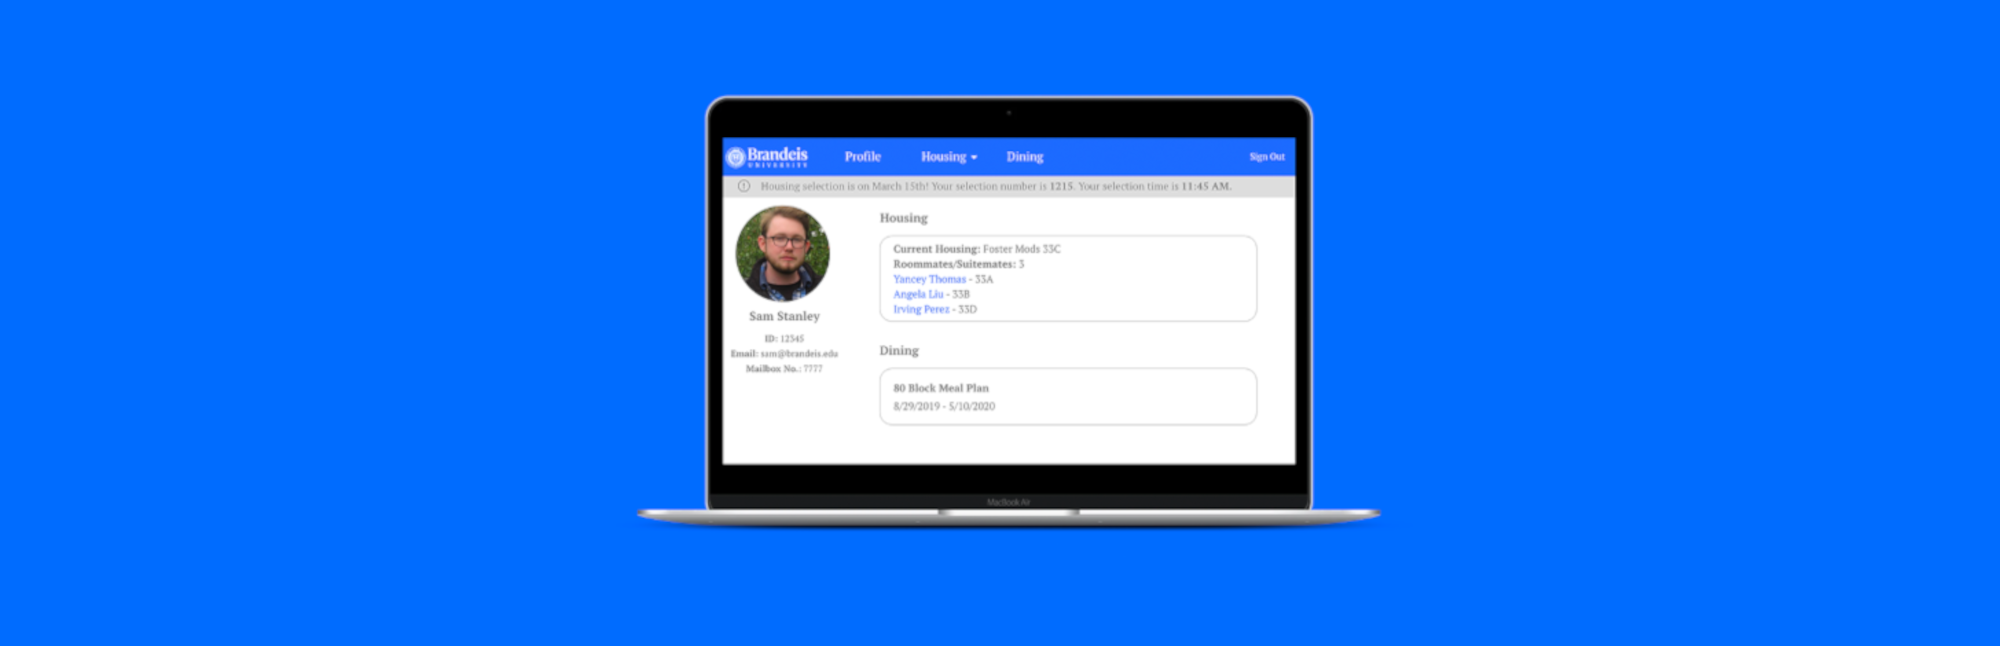 Brandeis
UNIVERSITY
Profile
Housing
Dining
Sign Out
Housing selection is on March 15th! Your selection number is 1215. Your selection time is 11:45 AM.
Sam Stanley
ID: 12345
Email: sam@brandeis.edu
Mailbox No.: 7777
Housing
Current Housing: Foster Mods 33C
Roommates/Suitemates: 3
Yancey Thomas - 33A
Angela Liu - 33B
Irving Perez - 33D
Dining
80 Block Meal Plan
8/29/2019 - 5/10/2020
MacBook Air